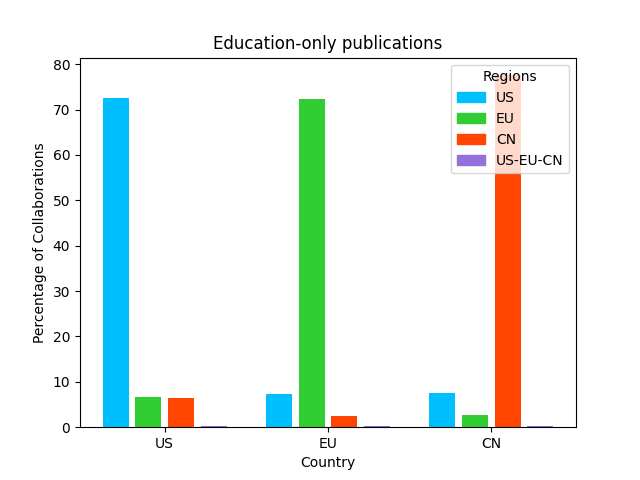 Education-only publications
Percentage of Collaborations
80
70
60
50
40
30
20
10
0
US
EU
CN
Country
Regions
US
EU
CN
US-EU-CN